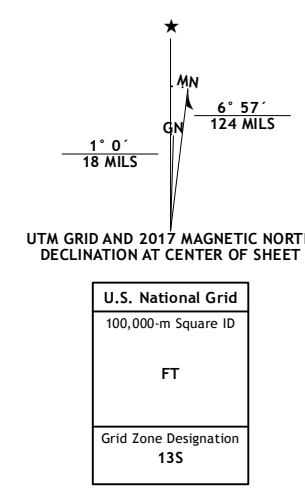 ★
MN
6° 57´
124 MILS
GN
1° 0´
18 MILS
UTM GRID AND 2017 MAGNETIC NORTH
DECLINATION AT CENTER OF SHEET
U.S. National Grid
100,000-m Square ID
FT
Grid Zone Designation
13S